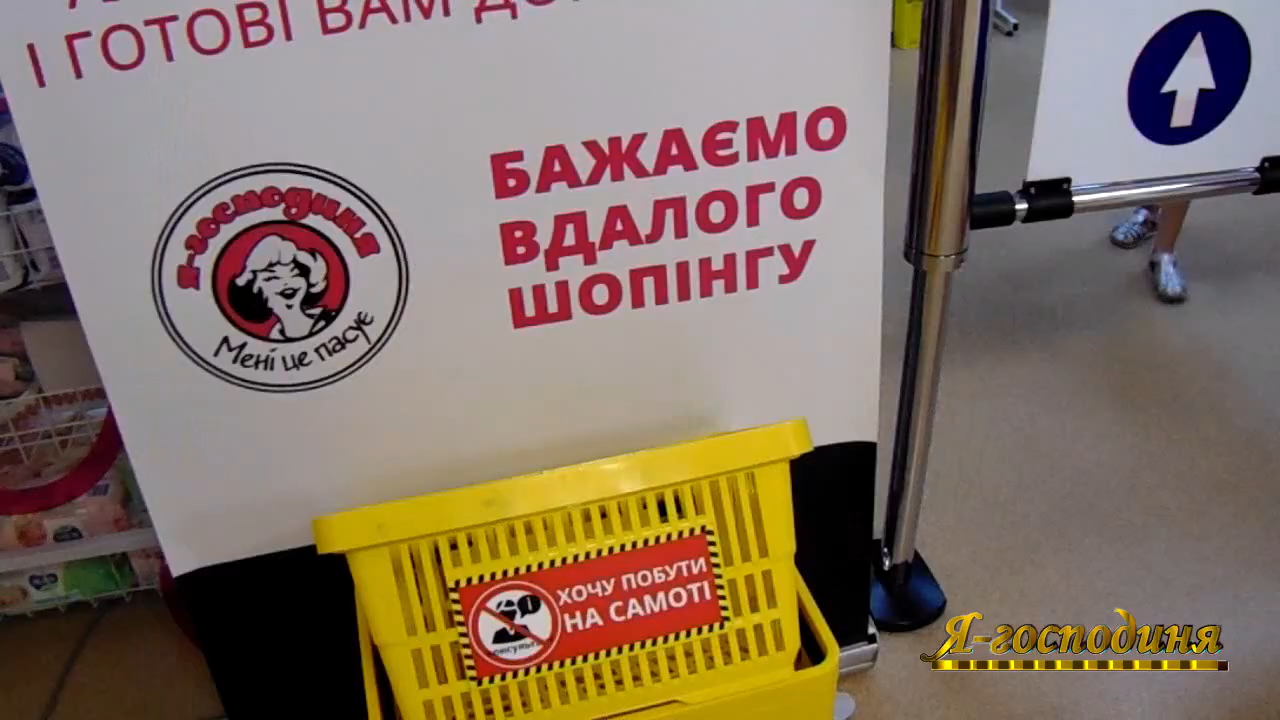 І ГОТОВІ ВАМ
БАЖАЄМО
ВДАЛОГО
ШОПІНГУ
Я-господиня
Мені це пасує
ХОЧУ ПОБУТИ
НА САМОТІ
Я-господиня